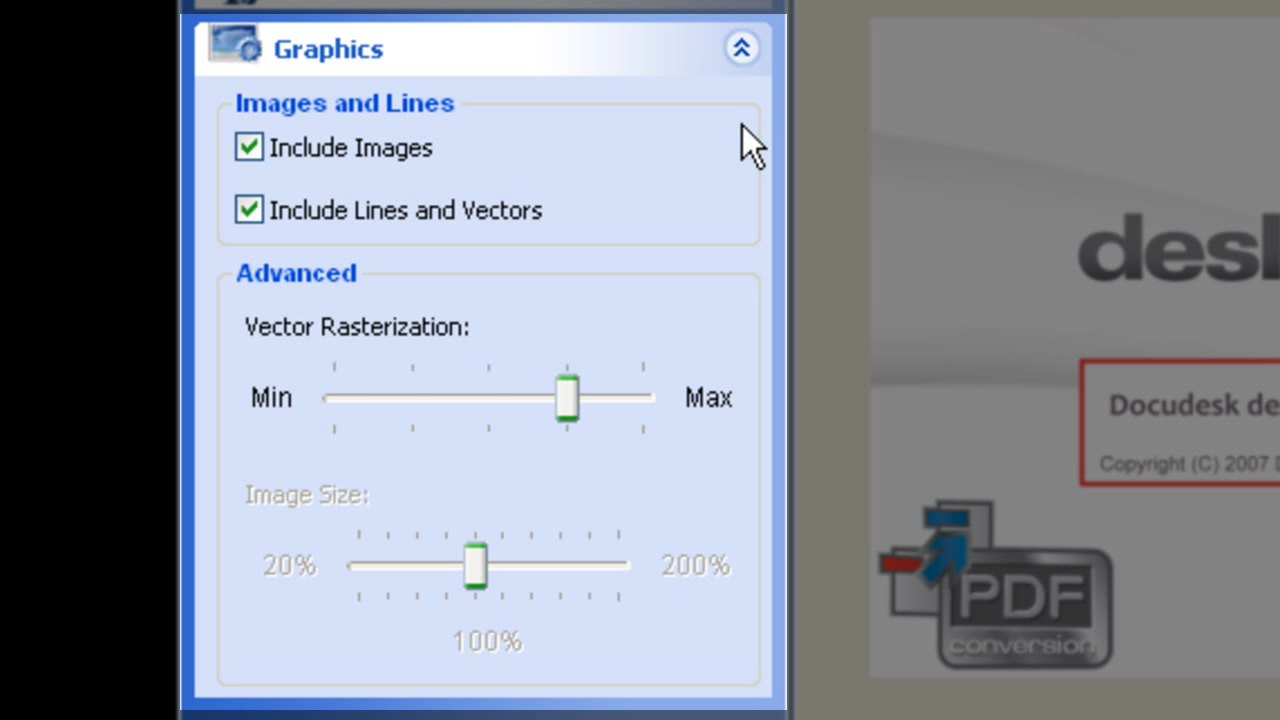 Graphics
Images and Lines
Include Images
Include Lines and Vectors
Advanced
Vector Rasterization:
Min
Max
Image Size:
20%
200%
100%
Docudesk de
Copyright (C) 2007
PDF
conversion